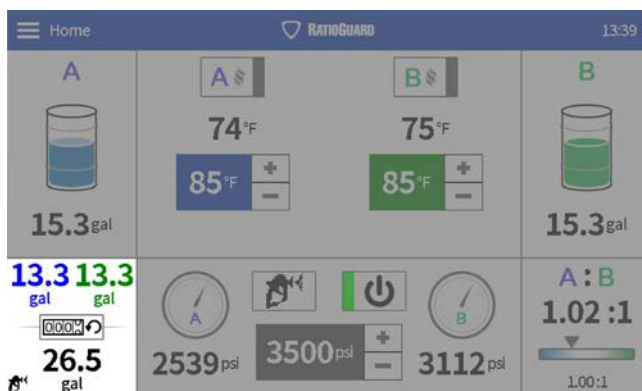 Home RATIOGUARD 13:39
A A B B
74°F 75°F
85°F + 85°F +
− −
15.3gal 15.3gal
13.3 13.3
gal gal
A B
A:B
1.02 :1
26.5
gal
2539psi 3500psi + 3112psi
−
1.00:1